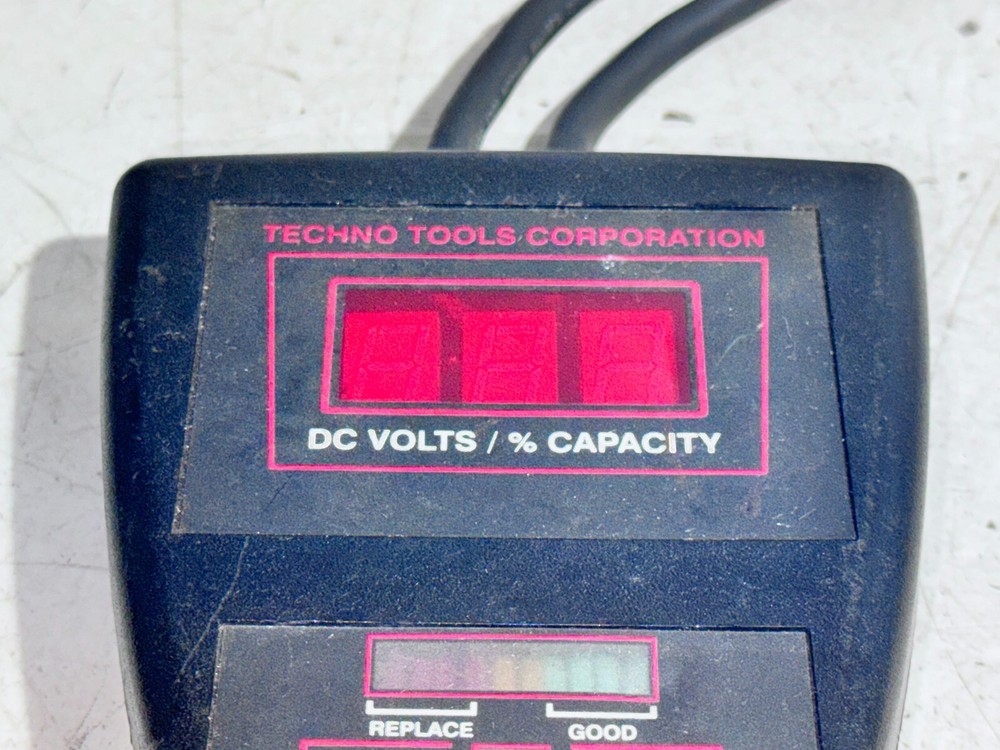 TECHNO TOOLS CORPORATION
DC VOLTS / % CAPACITY
REPLACE GOOD